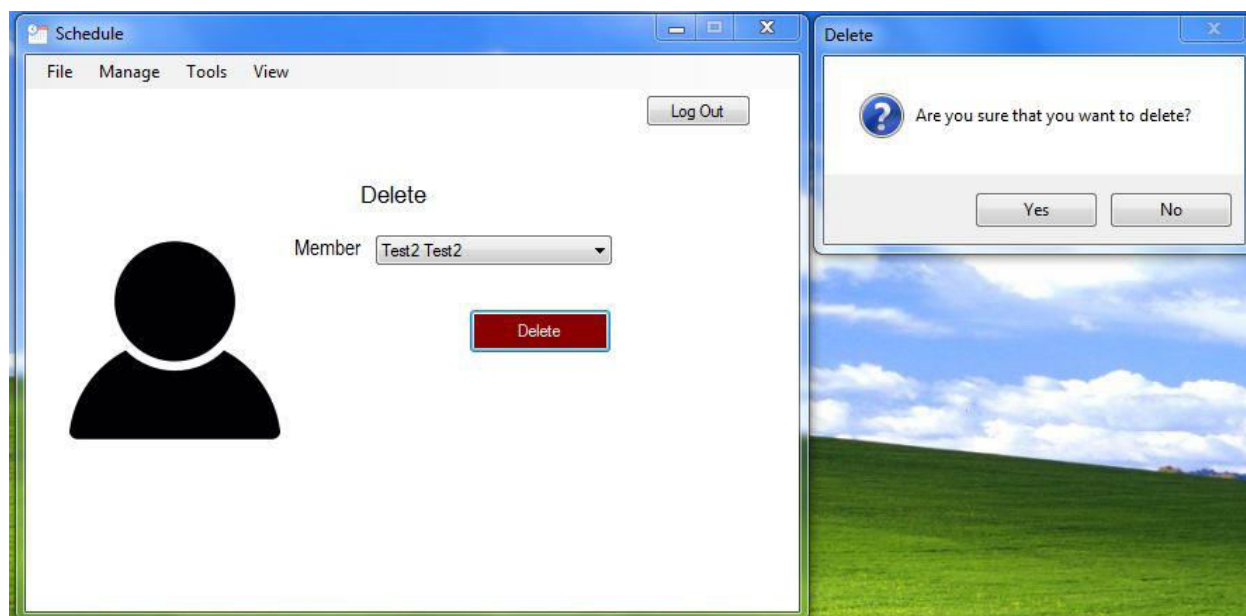 Schedule
File Manage Tools View
Log Out
Delete
Member Test2 Test2
Delete
Delete
Are you sure that you want to delete?
Yes No